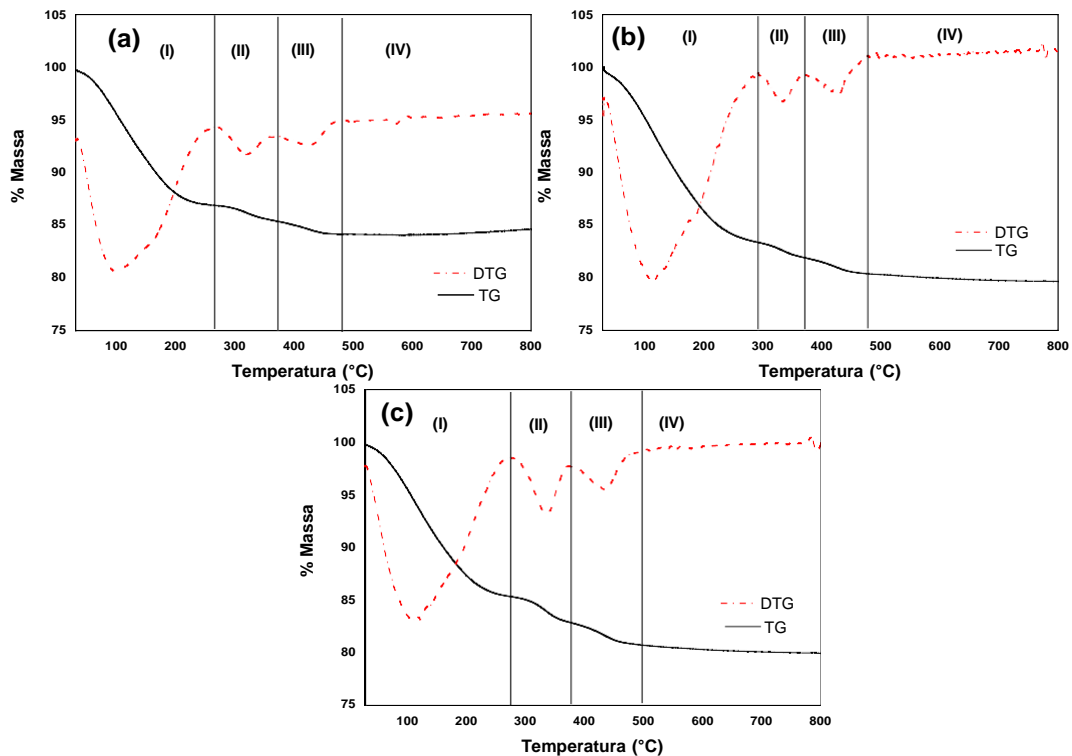 (a)
(I)
(II)
(III)
(IV)
105
100
95
90
85
80
75
% Massa
DTG
TG
100
200
300
400
500
600
700
800
Temperatura (°C)
(b)
(I)
(II)
(III)
(IV)
105
100
95
90
85
80
75
% Massa
DTG
TG
100
200
300
400
500
600
700
800
Temperatura (°C)
(c)
(I)
(II)
(III)
(IV)
105
100
95
90
85
80
75
% Massa
DTG
TG
100
200
300
400
500
600
700
800
Temperatura (°C)